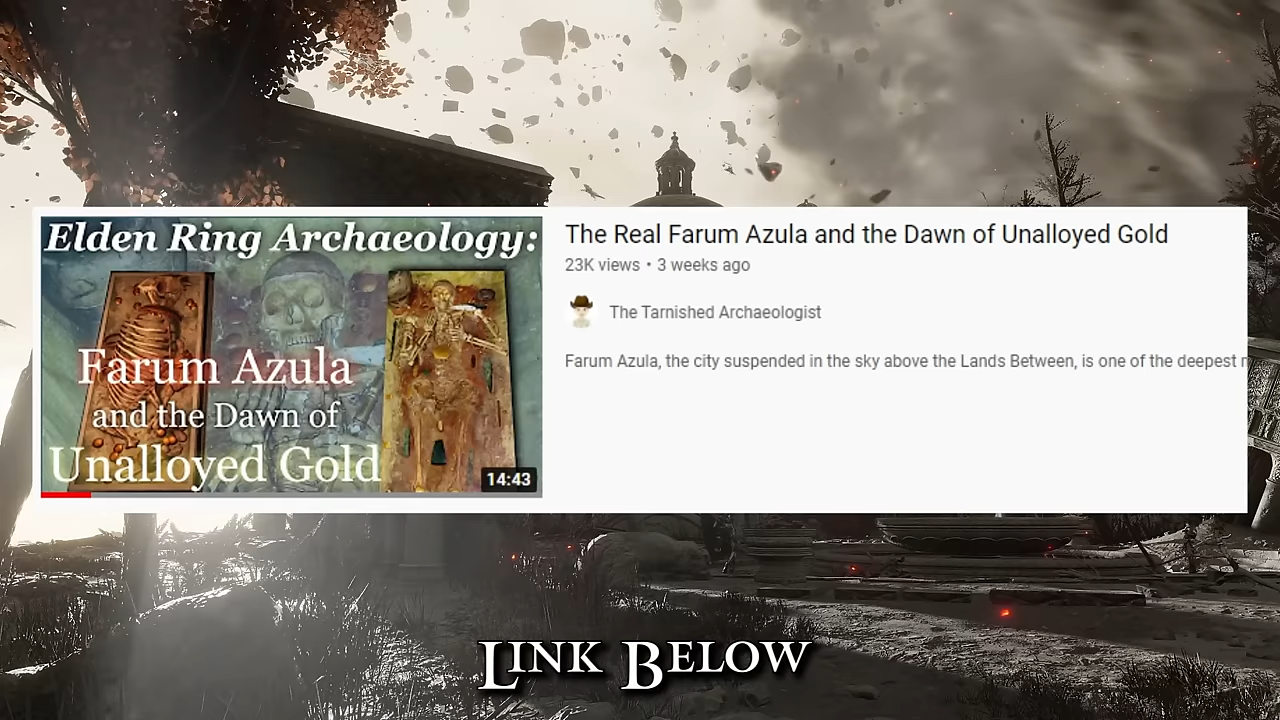 Elden Ring Archaeology:
Farum Azula
and the Dawn of
Unalloyed Gold
14:43
The Real Farum Azula and the Dawn of Unalloyed Gold
23K views • 3 weeks ago
The Tarnished Archaeologist
Farum Azula, the city suspended in the sky above the Lands Between, is one of the deepest
Link Below